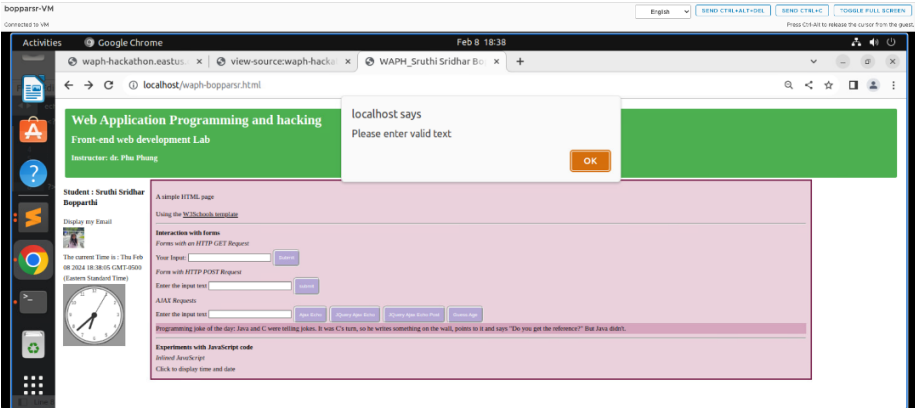 bopparsr-VM
English
SEND CTRL+ALT+DEL
SEND CTRL+C
TOGGLE FULL SCREEN
Connected to VM
Press Ctrl-Alt to release the cursor from the guest.
Activities
Google Chrome
Feb 8 18:38
waph-hackathon.eastus.
view-source:waph-hacka
WAPH_Sruthi Sridhar Bo
localhost/waph-bopparsr.html
localhost says
Please enter valid text
OK
Web Application Programming and hacking
Front-end web development Lab
Instructor: dr. Phu Phung
Student : Sruthi Sridhar
Bopparthi
Display my Email
The current Time is : Thu Feb
08 2024 18:38:05 GMT-0500
(Eastern Standard Time)
A simple HTML page
Using the W3Schools template
Interaction with forms
Forms with an HTTP GET Request
Your Input:
Submit
Form with HTTP POST Request
Enter the input text
Submit
AJAX Requests
Enter the input text
Ajax Echo
JQuery Ajax Echo
JQuery Ajax Echo Post
Guess Age
Programming joke of the day: Java and C were telling jokes. It was C's turn, so he writes something on the wall, points to it and says "Do you get the reference?" But Java didn't.
Experiments with JavaScript code
Inlined JavaScript
Click to display time and date